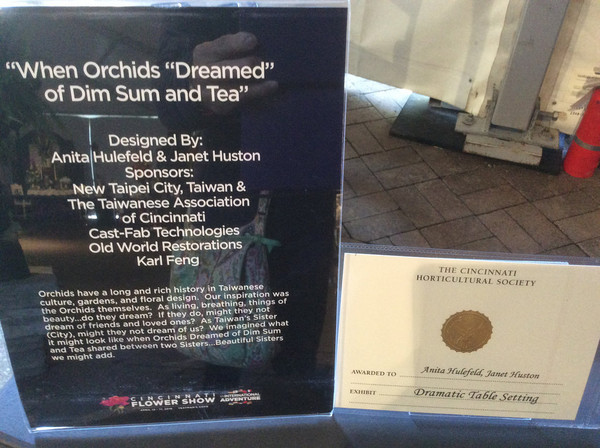 "When Orchids "Dreamed"
of Dim Sum and Tea"
Designed By:
Anita Hulefeld & Janet Huston
Sponsors:
New Taipei City, Taiwan &
The Taiwanese Association
of Cincinnati
Cast-Fab Technologies
Old World Restorations
Karl Feng
Orchids have a long and rich history in Taiwanese
culture, gardens, and floral design. Our inspiration was
the Orchids themselves. As living, breathing, things of
beauty...do they dream? If they do, might they not
dream of friends and loved ones? As Taiwan's Sister
(City), might they not dream of us? We imagined what
it might look like when Orchids Dreamed of Dim Sum
and Tea shared between two Sisters...Beautiful Sisters
we might add.
CINCINNATI
FLOWER SHOW
INTERNATIONAL
ADVENTURE
THE CINCINNATI
HORTICULTURAL SOCIETY
AWARDED TO Anita Hulefeld, Janet Huston
EXHIBIT Dramatic Table Setting